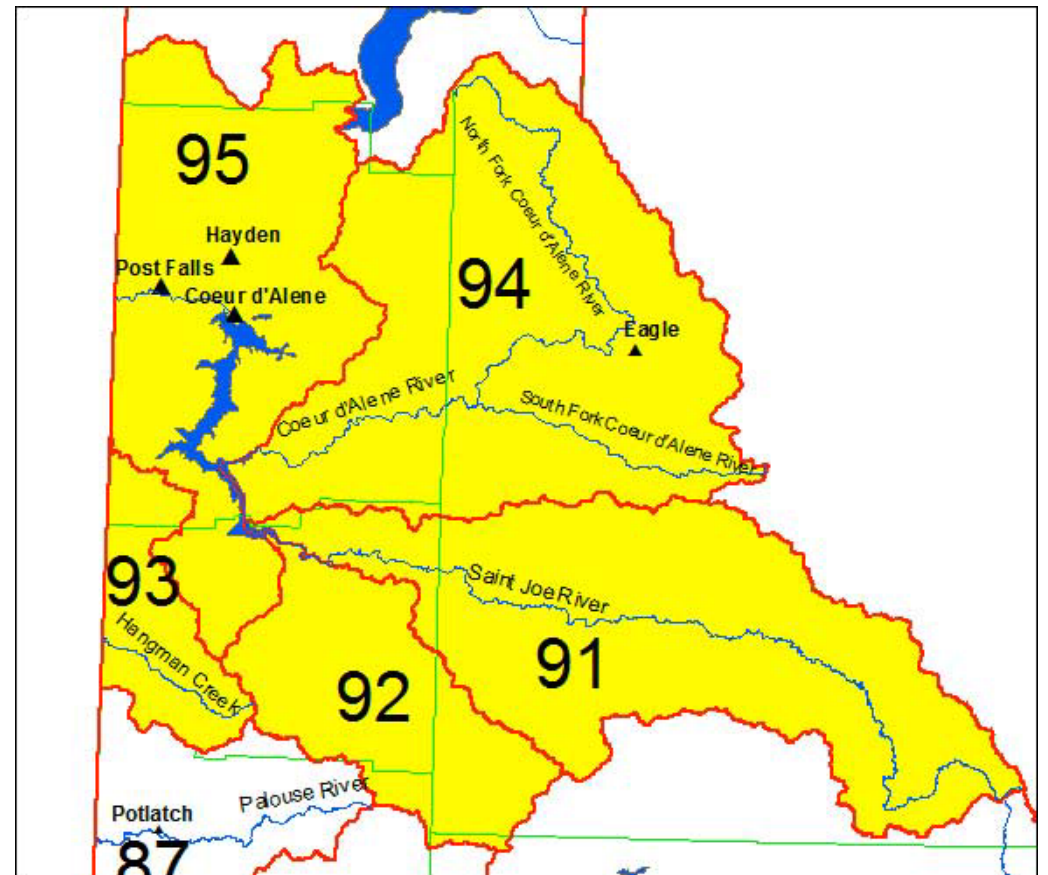 95
Hayden
Post Falls
Coeur d'Alene
North Fork Coeur d'Alene River
94
Eagle
Coeur d'Alene River
South Fork Coeur d'Alene River
93
Saint Joe River
Hangman Creek
91
92
Palouse River
Potlatch
87